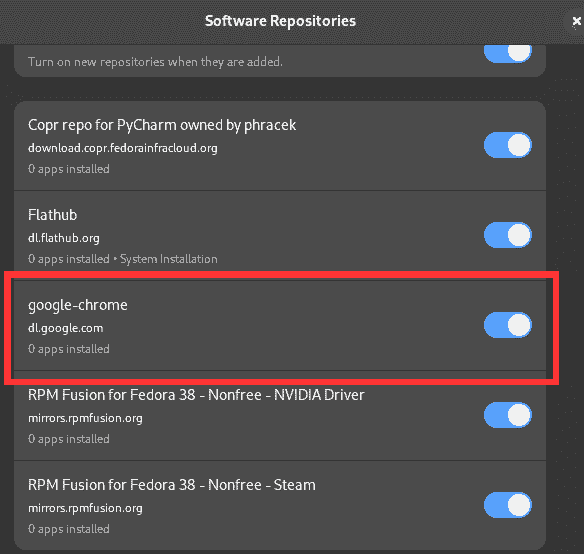 Software Repositories
Turn on new repositories when they are added.
Copr repo for PyCharm owned by phracek
download.copr.fedorainfracloud.org
0 apps installed
Flathub
dl.flathub.org
0 apps installed • System Installation
google-chrome
dl.google.com
0 apps installed
RPM Fusion for Fedora 38 - Nonfree - NVIDIA Driver
mirrors.rpmfusion.org
0 apps installed
RPM Fusion for Fedora 38 - Nonfree - Steam
mirrors.rpmfusion.org
0 apps installed